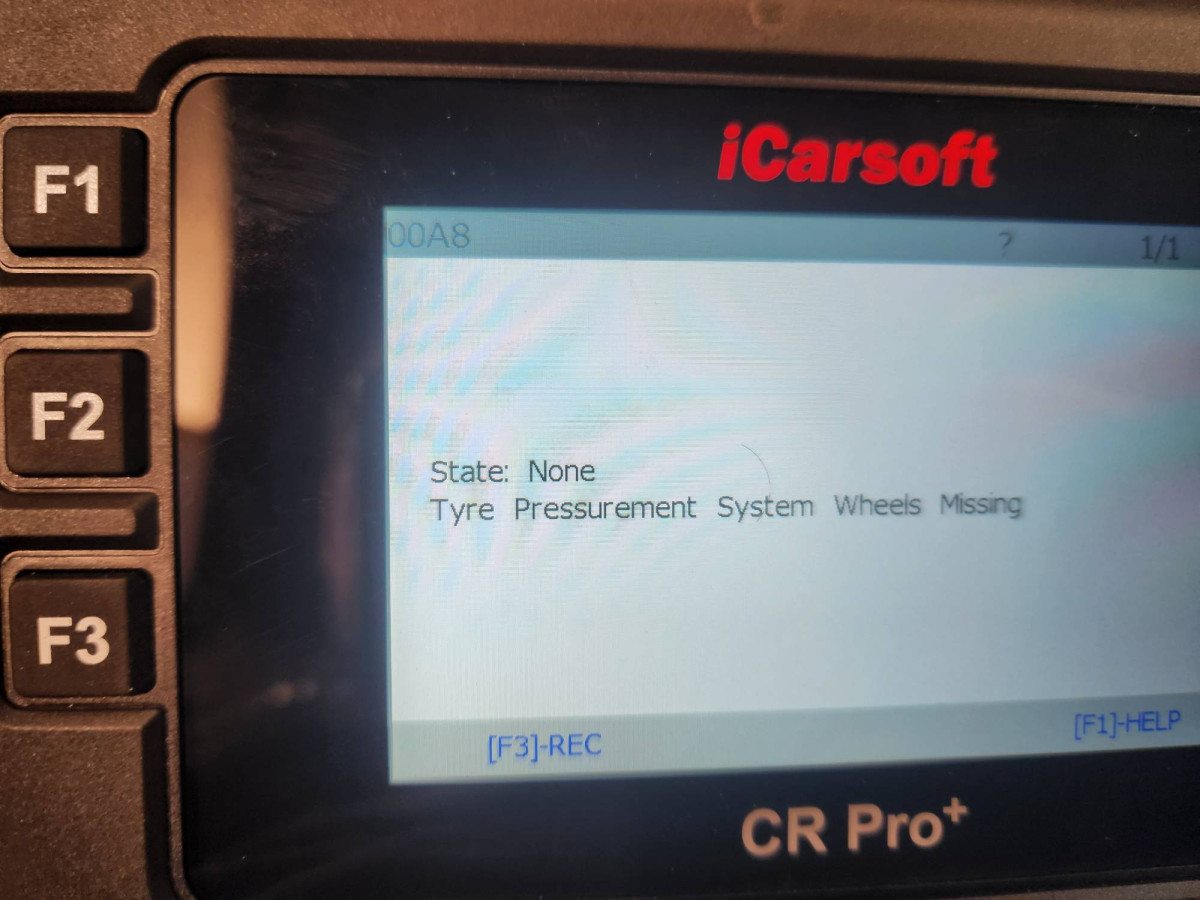 iCarsoft
F1
00A8 ? 1/1
F2
State: None
Tyre Pressurement System Wheels Missing
F3
[F3]-REC [F1]-HELP
CR Pro+